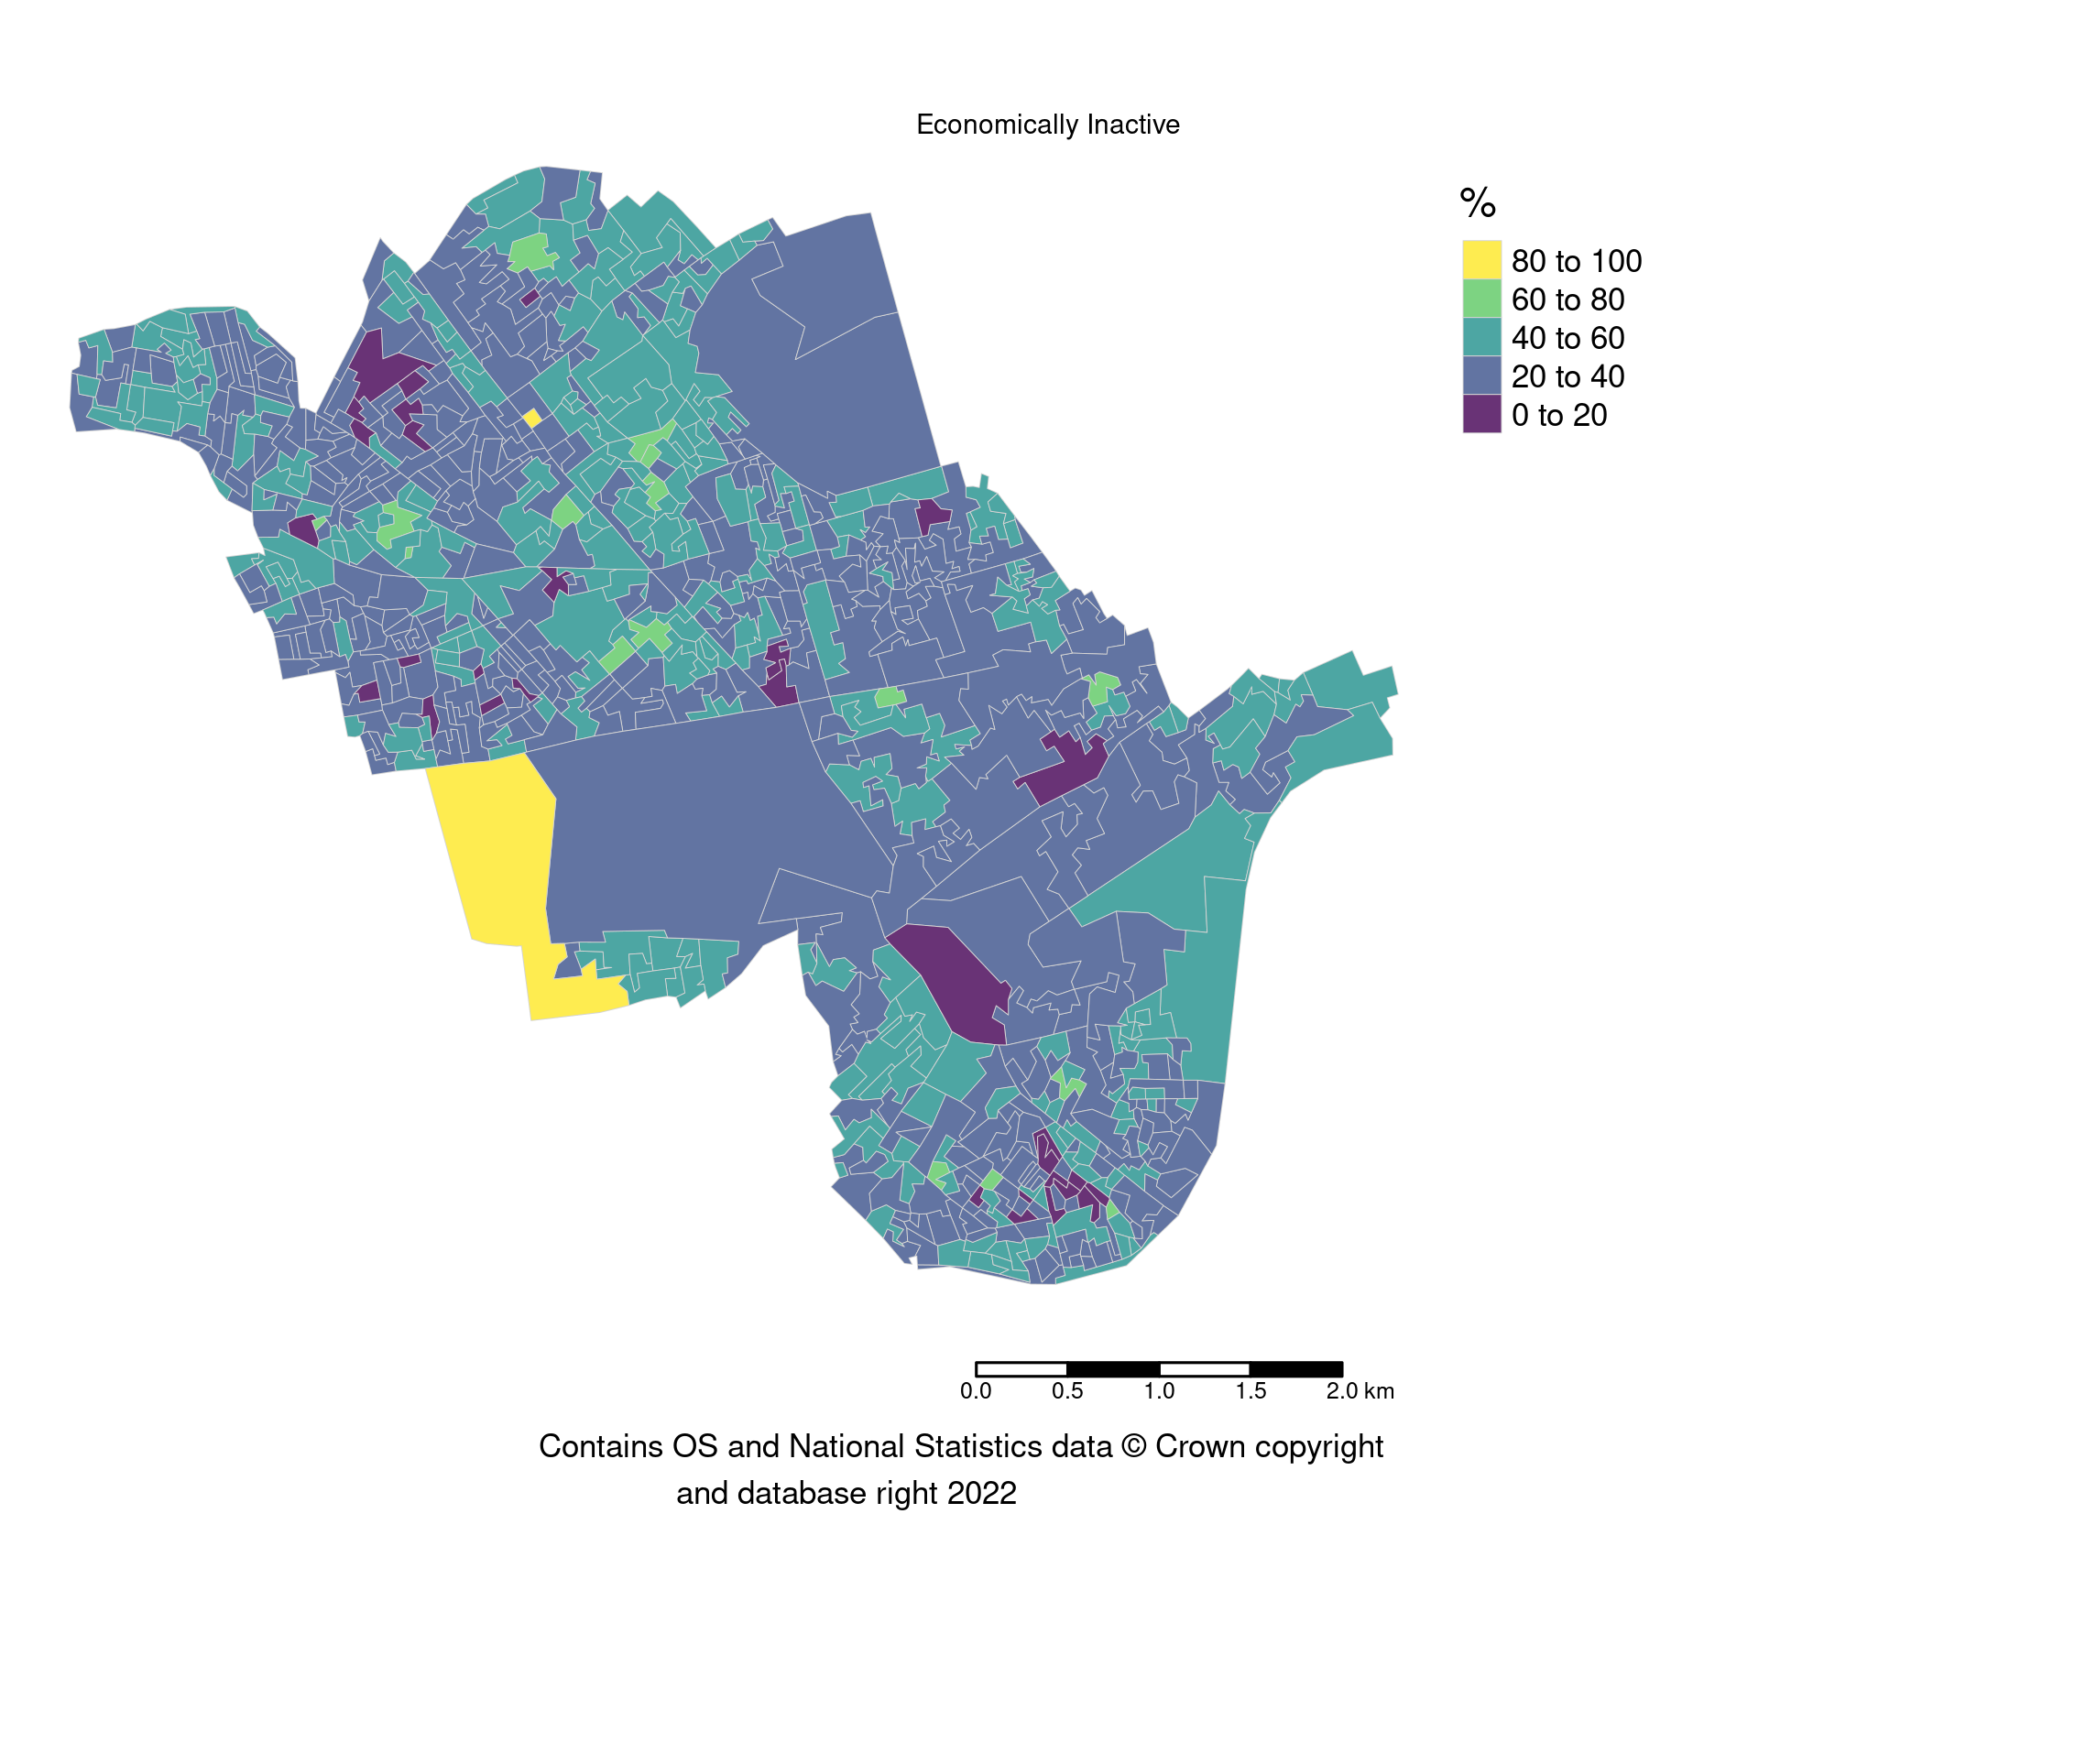 Economically Inactive
%
80 to 100
60 to 80
40 to 60
20 to 40
0 to 20
0.0 0.5 1.0 1.5 2.0 km
Contains OS and National Statistics data © Crown copyright
and database right 2022